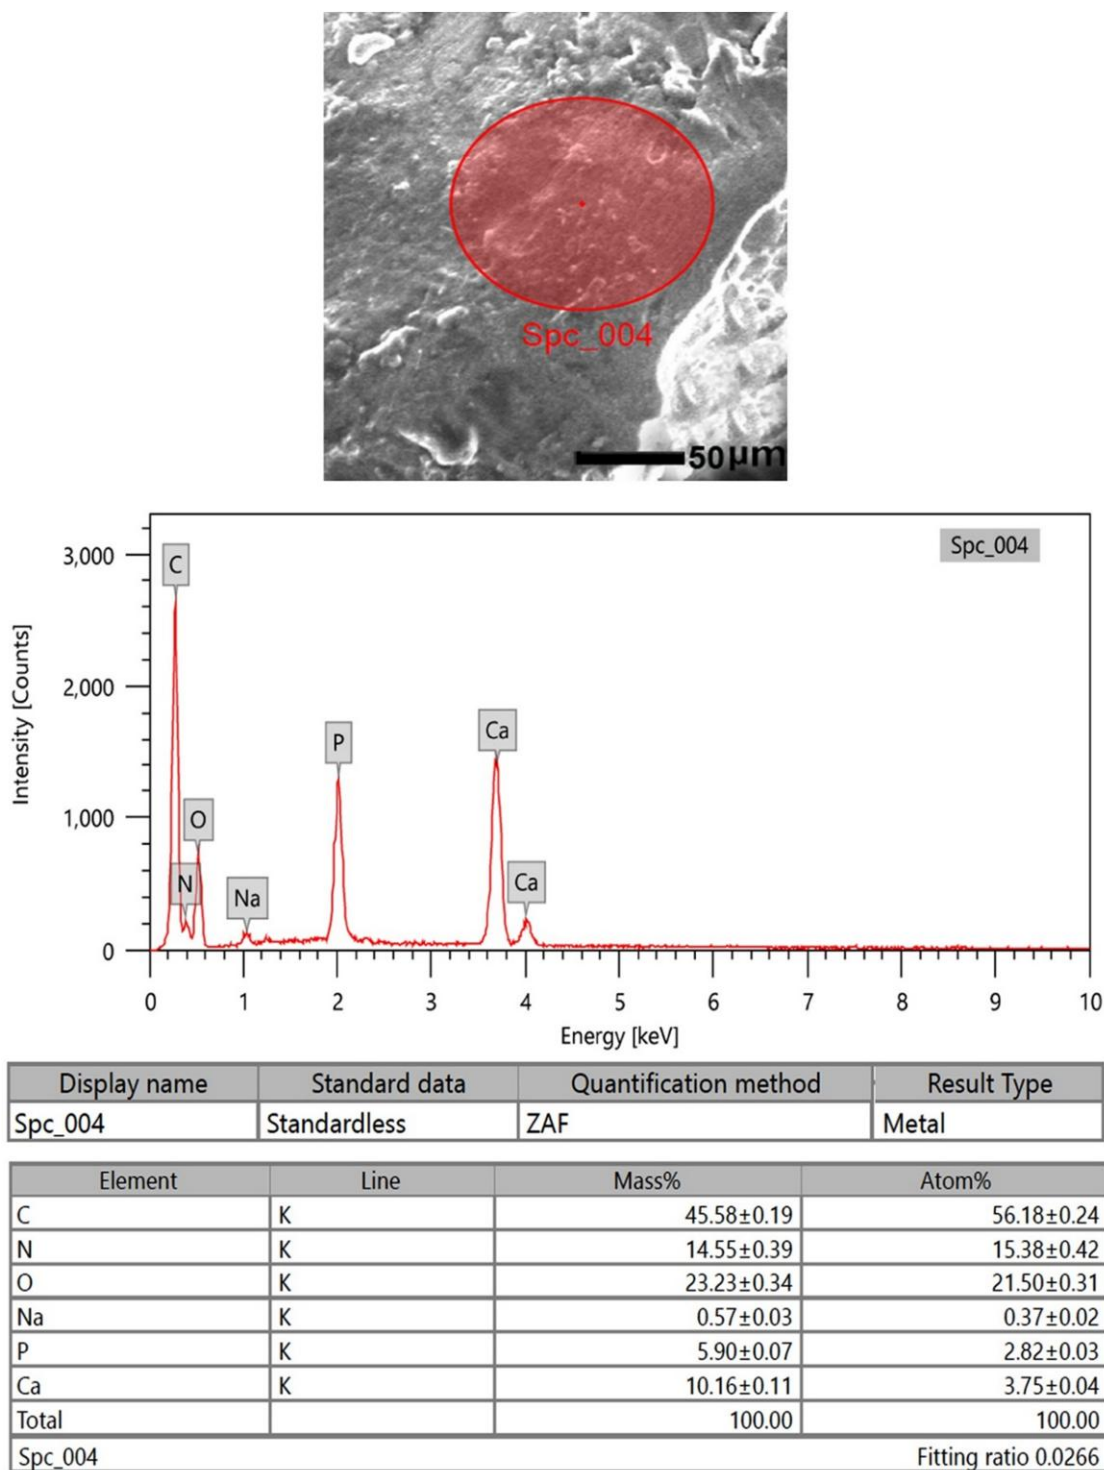 Spc_004
50µm
Spc_004
3,000
C
2,000
Intensity [Counts]
P
Ca
1,000
O
N
Na
Ca
0
0 1 2 3 4 5 6 7 8 9 10
Energy [keV]
Display name Standard data Quantification method Result Type
Spc_004 Standardless ZAF Metal
Element Line Mass% Atom%
C K 45.58±0.19 56.18±0.24
N K 14.55±0.39 15.38±0.42
O K 23.23±0.34 21.50±0.31
Na K 0.57±0.03 0.37±0.02
P K 5.90±0.07 2.82±0.03
Ca K 10.16±0.11 3.75±0.04
Total 100.00 100.00
Spc_004 Fitting ratio 0.0266